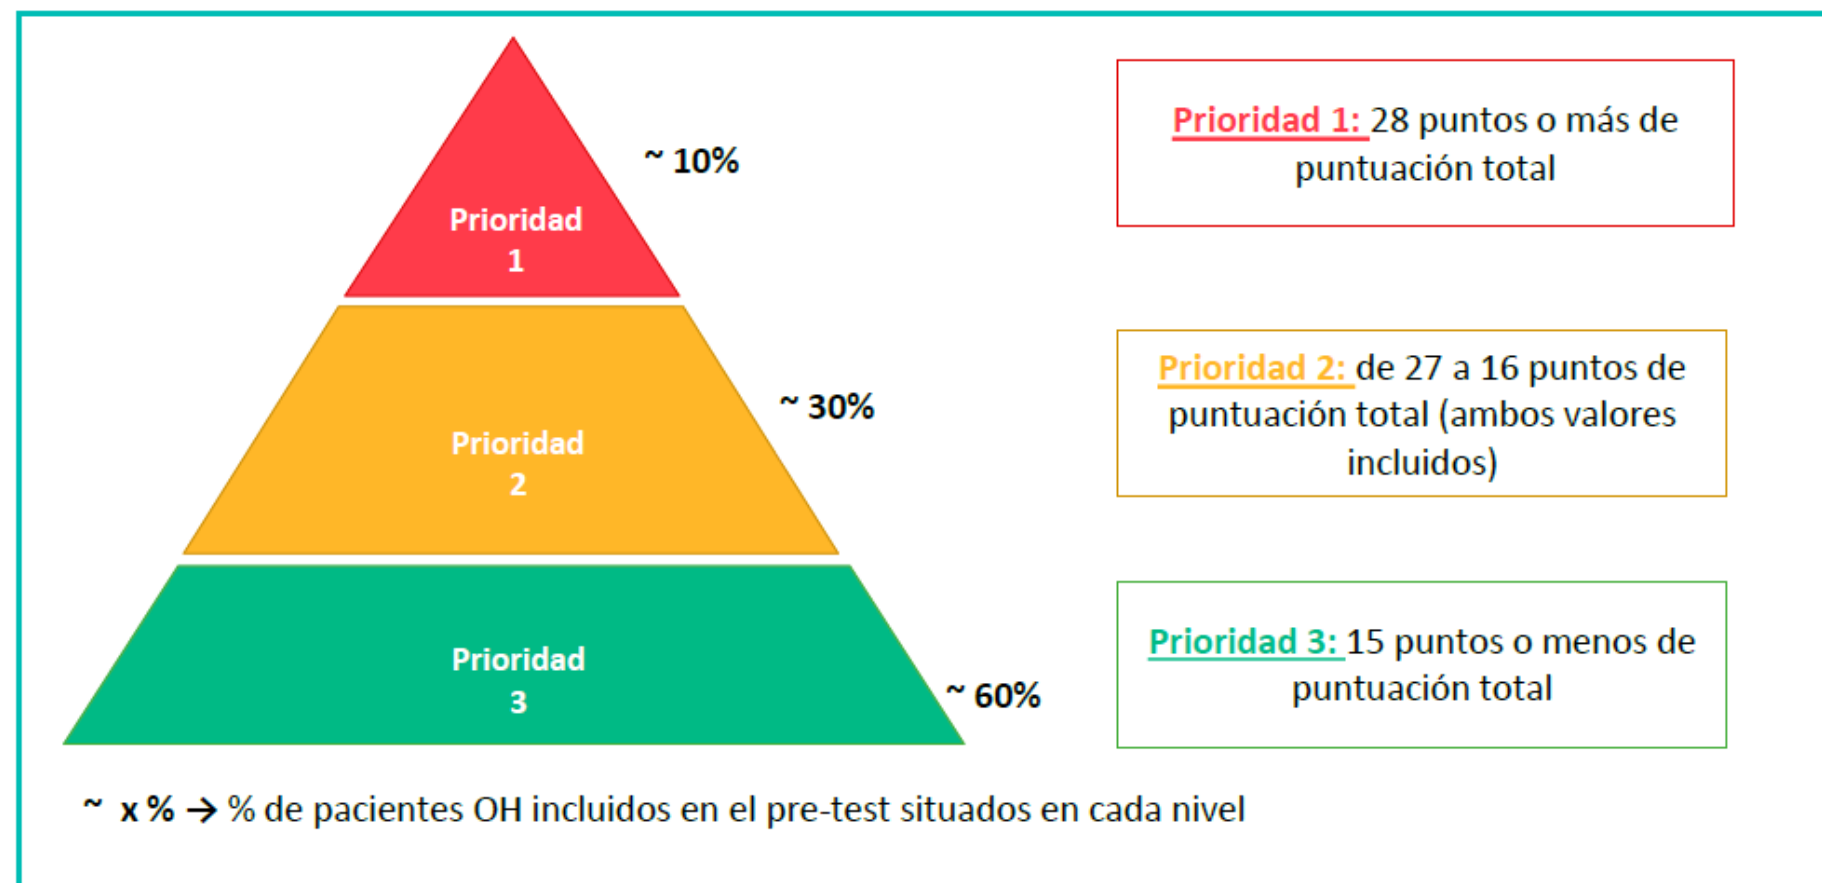 Prioridad
1
~ 10%
Prioridad 1: 28 puntos o más de
puntuación total
Prioridad
2
~ 30%
Prioridad 2: de 27 a 16 puntos de
puntuación total (ambos valores
incluidos)
Prioridad
3
~ 60%
Prioridad 3: 15 puntos o menos de
puntuación total
~ x % → % de pacientes OH incluidos en el pre-test situados en cada nivel